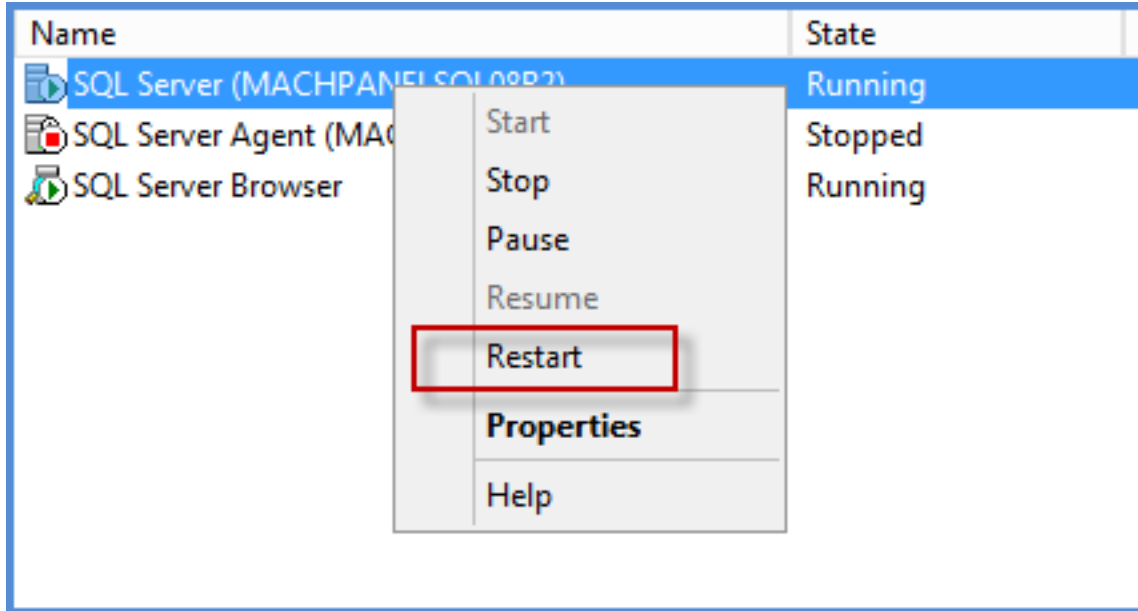 Name State
SQL Server (MACHPANELSQL08R2) Running
Start
SQL Server Agent (MAC Stopped
Stop
SQL Server Browser Running
Pause
Resume
Restart
Properties
Help